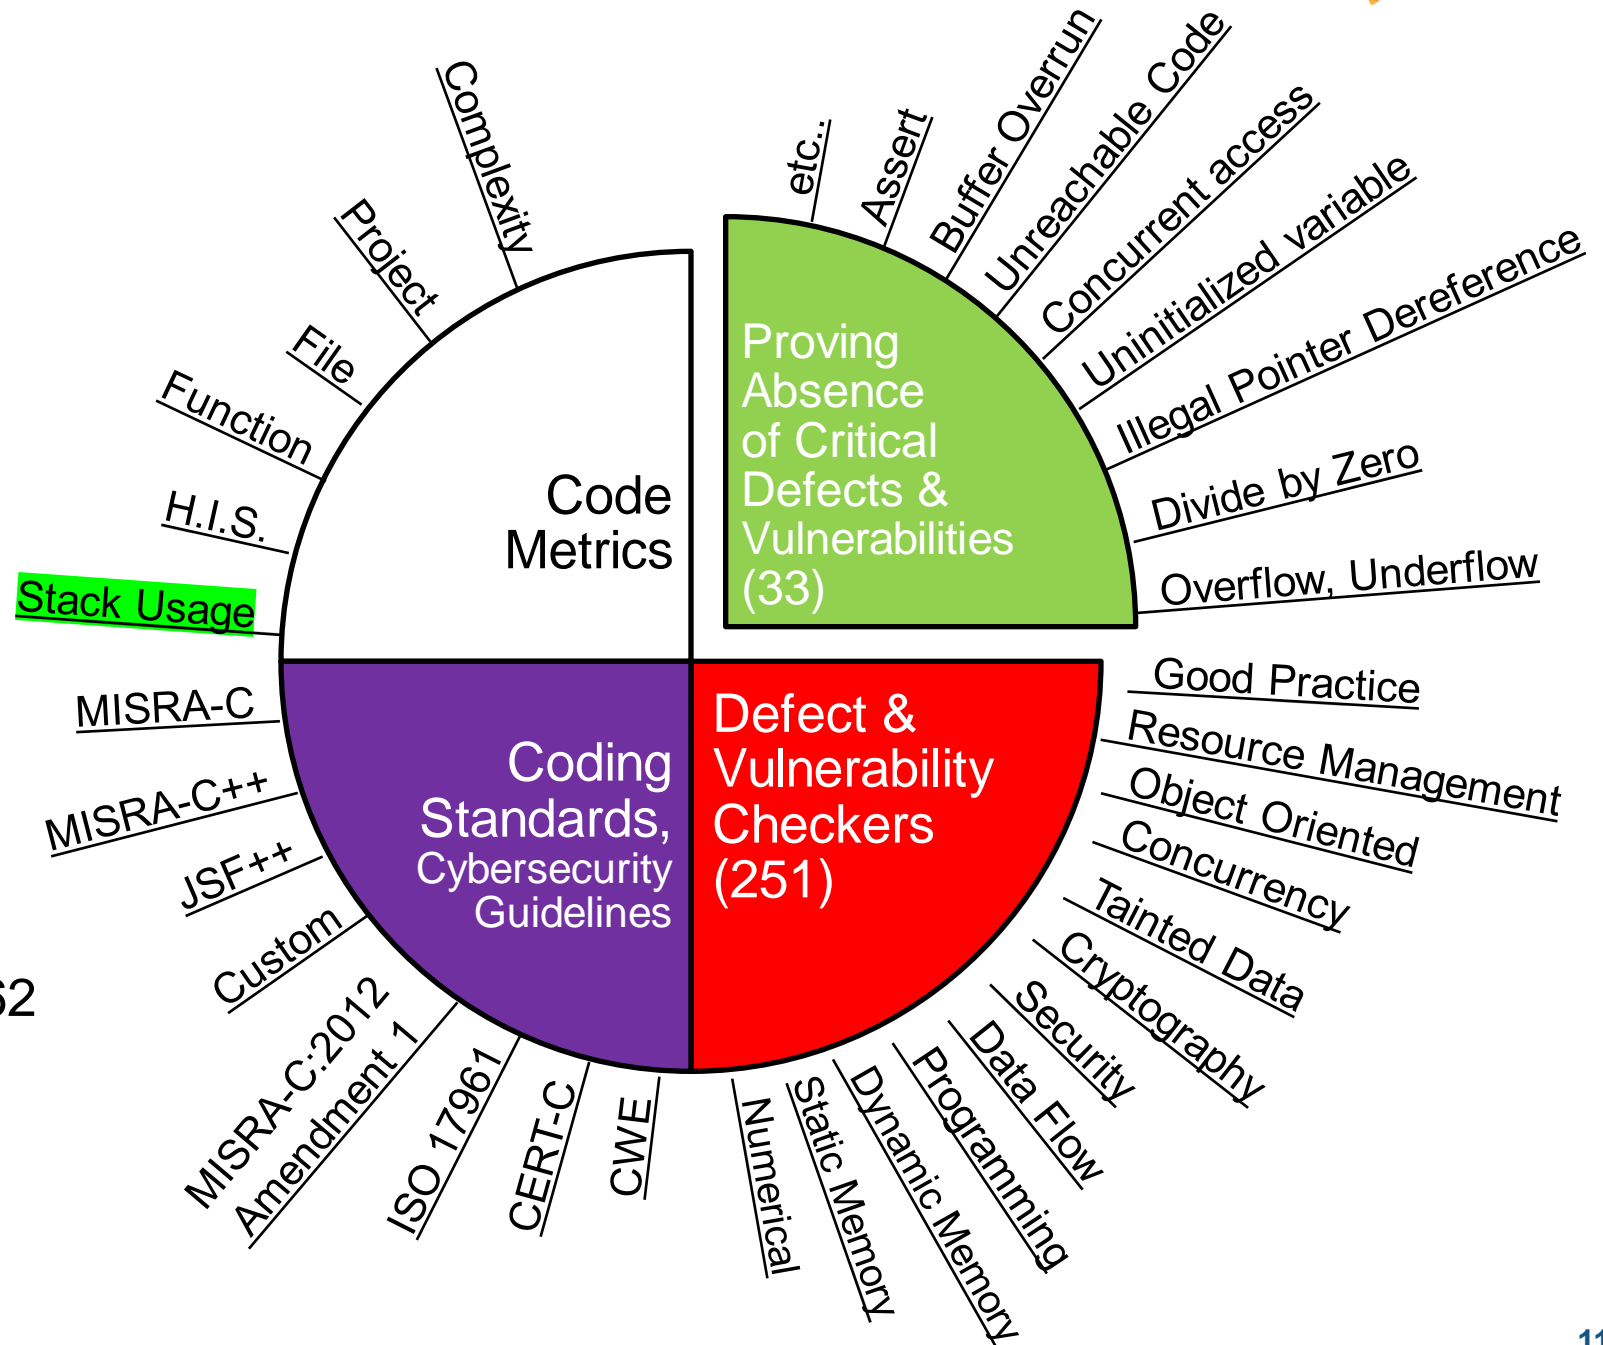 Complexity
Project
File
Function
H.I.S.
Stack Usage
Code
Metrics
etc..
Assert
Buffer Overrun
Unreachable Code
Concurrent access
Uninitialized variable
Illegal Pointer Dereference
Divide by Zero
Overflow, Underflow
Proving
Absence
of Critical
Defects &
Vulnerabilities
(33)
MISRA-C
MISRA-C++
JSF++
Custom
MISRA-C:2012
Amendment 1
ISO 17961
CERT-C
CWE
Coding
Standards,
Cybersecurity
Guidelines
Defect &
Vulnerability
Checkers
(251)
Good Practice
Resource Management
Object Oriented
Concurrency
Tainted Data
Cryptography
Security
Data Flow
Programming
Dynamic Memory
Static Memory
Numerical
62
11